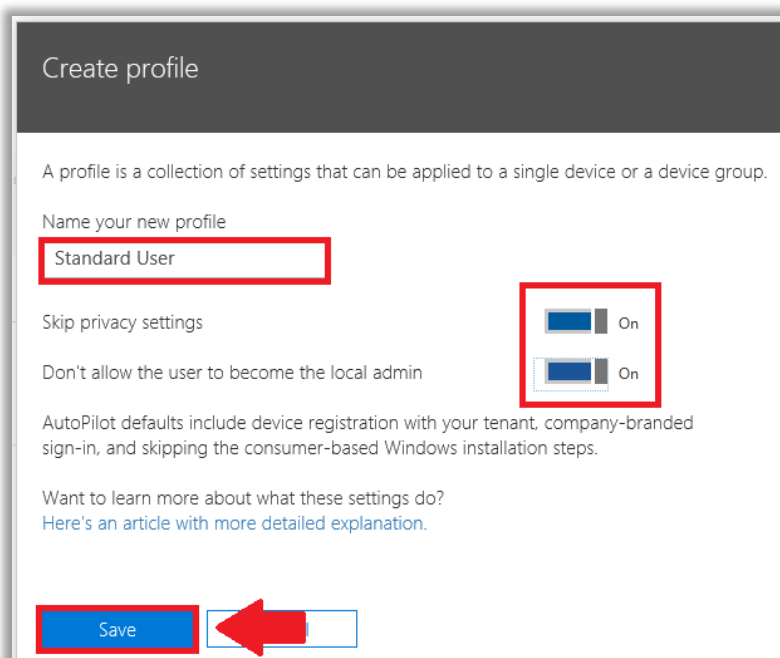 Create profile
A profile is a collection of settings that can be applied to a single device or a device group.
Name your new profile
Standard User
Skip privacy settings
On
Don't allow the user to become the local admin
On
AutoPilot defaults include device registration with your tenant, company-branded
sign-in, and skipping the consumer-based Windows installation steps.
Want to learn more about what these settings do?
Here's an article with more detailed explanation.
Save